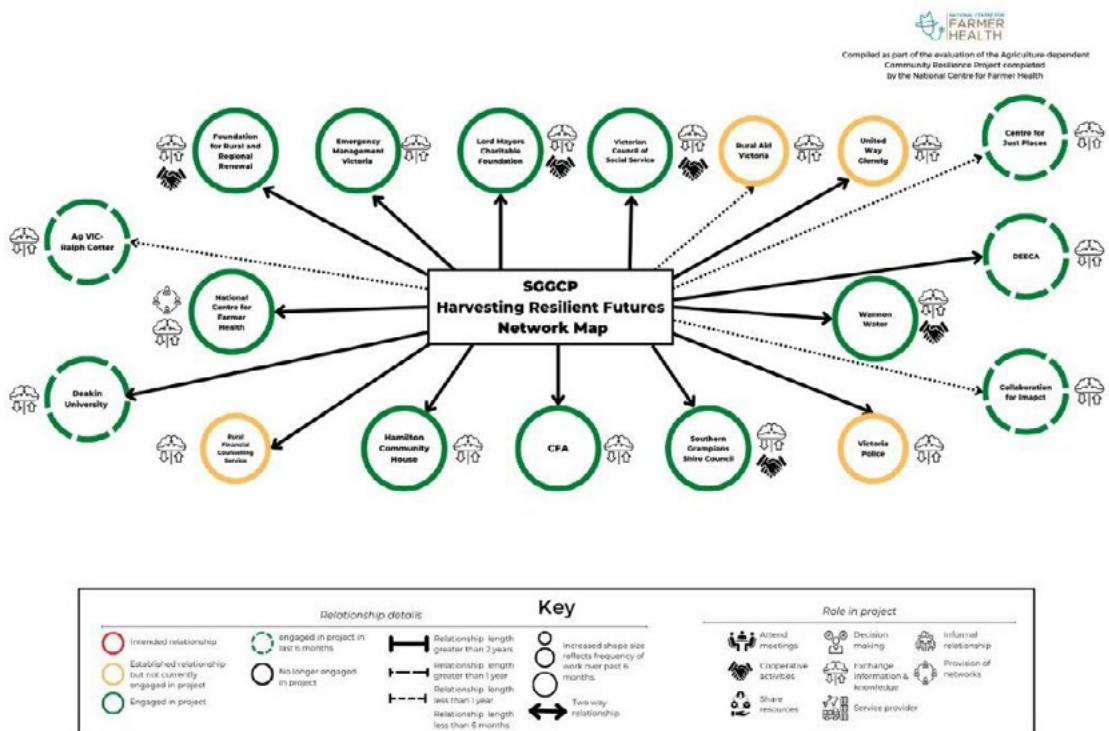 NATIONAL CENTRE FOR
FARMER
HEALTH
Compiled as part of the evaluation of the Agriculture-dependent
Community Resilience Project completed
by the National Centre for Farmer Health
Foundation
for Rural and
Regional
Renewal
Emergency
Management
Victoria
Lord Mayors
Charitable
Foundation
Victorian
Council of
Social Service
Rural Aid
Victoria
United
Way
Glenelg
Centre for
Just Places
Ag VIC-
Ralph Cotter
DEECA
SGGCP
Harvesting Resilient Futures
Network Map
National
Centre for
Farmer
Health
Wannon
Water
Deakin
University
Collaboration
for Imapct
Rural
Financial
Counselling
Service
Hamilton
Community
House
CFA
Southern
Grampians
Shire Council
Victoria
Police
Key
Relationship details
Intended relationship
Established relationship
but not currently
engaged in project
Engaged in project
engaged in project in
last 6 months
No longer engaged
in project
Relationship length
greater than 2 years
Relationship length
greater than 1 year
Relationship length
less than 1 year
Relationship length
less than 6 months
Increased shape size
reflects frequency of
work over past 6
months.
Two way
relationship
Role in project
Attend
meetings
Cooperative
activities
Share
resources
Decision
making
Exchange
information &
knowledge
Service provider
Informal
relationship
Provision of
networks